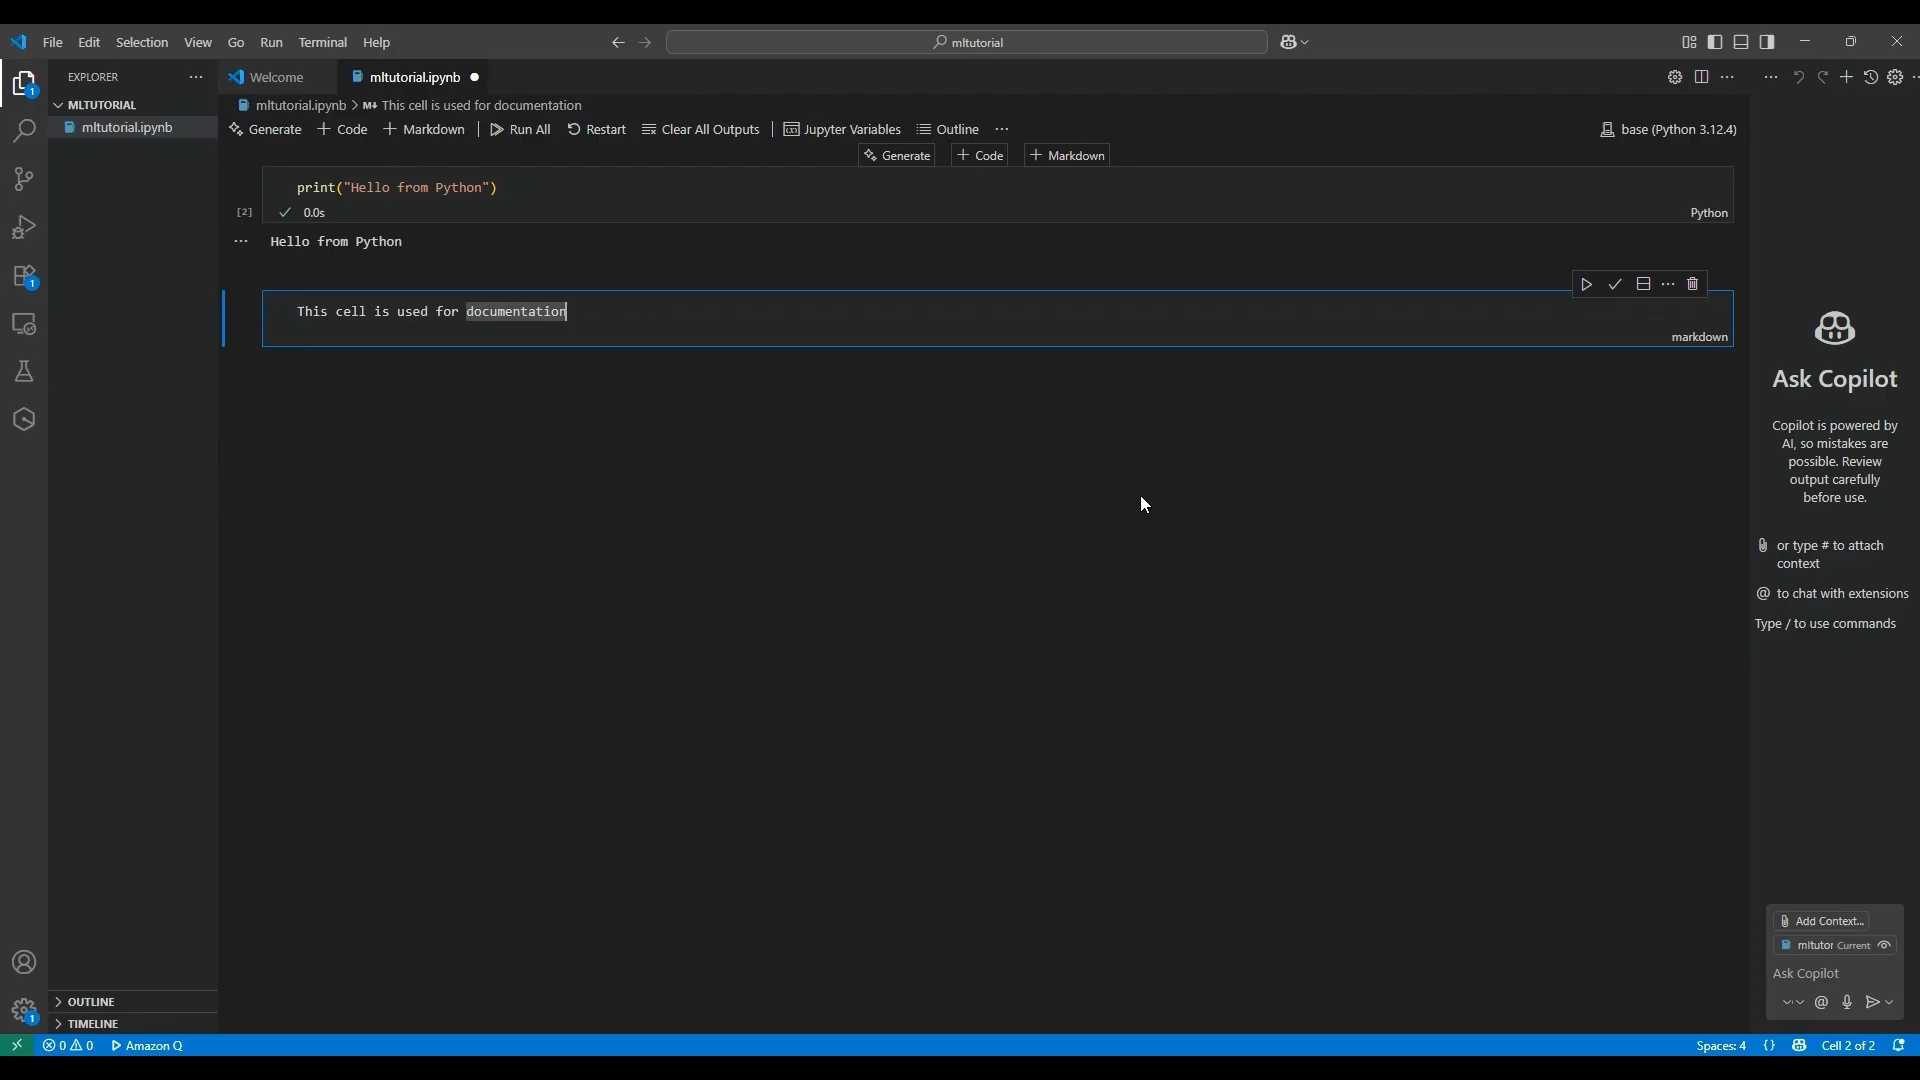 File Edit Selection View Go Run Terminal Help
mltutorial
EXPLORER
Welcome
mltutorial.ipynb
MLTUTORIAL
mltutorial.ipynb
mltutorial.ipynb > M↓ This cell is used for documentation
Generate + Code + Markdown Run All Restart Clear All Outputs Jupyter Variables Outline ...
base (Python 3.12.4)
Generate + Code + Markdown
print("Hello from Python")
[2] 0.0s
Python
Hello from Python
This cell is used for documentation
markdown
Ask Copilot
Copilot is powered by
AI, so mistakes are
possible. Review
output carefully
before use.
or type # to attach
context
@ to chat with extensions
Type / to use commands
Add Context...
mltutor Current
Ask Copilot
@
OUTLINE
TIMELINE
1
1
1
0 0 Amazon Q
Spaces: 4 {} Cell 2 of 2